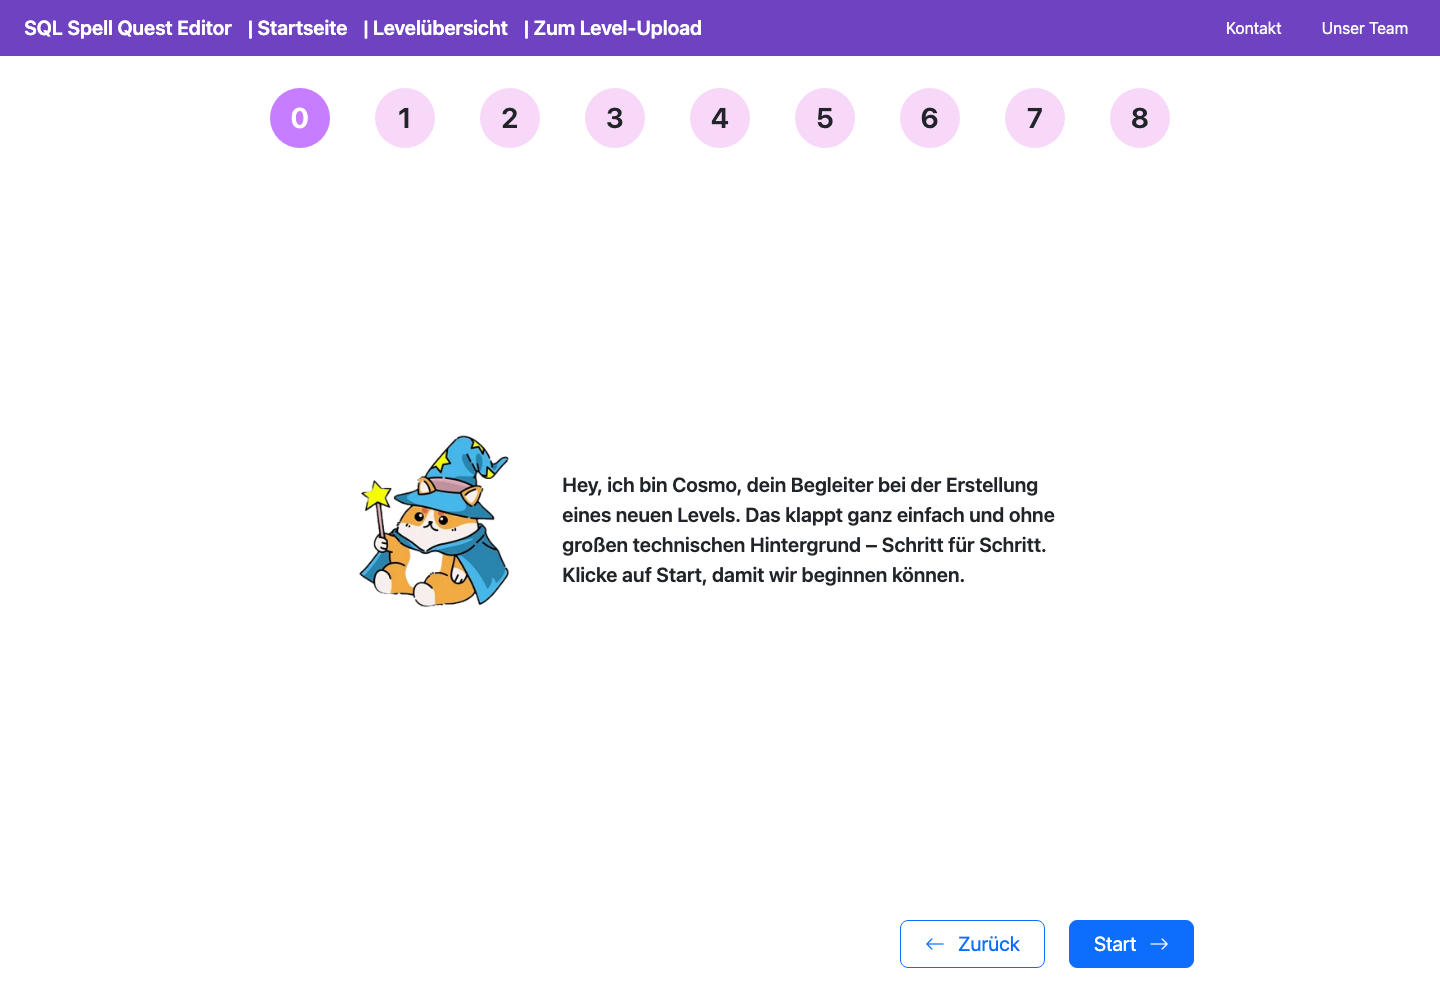 SQL Spell Quest Editor | Startseite | Levelübersicht | Zum Level-Upload Kontakt Unser Team
0 1 2 3 4 5 6 7 8
Hey, ich bin Cosmo, dein Begleiter bei der Erstellung
eines neuen Levels. Das klappt ganz einfach und ohne
großen technischen Hintergrund – Schritt für Schritt.
Klicke auf Start, damit wir beginnen können.
← Zurück Start →